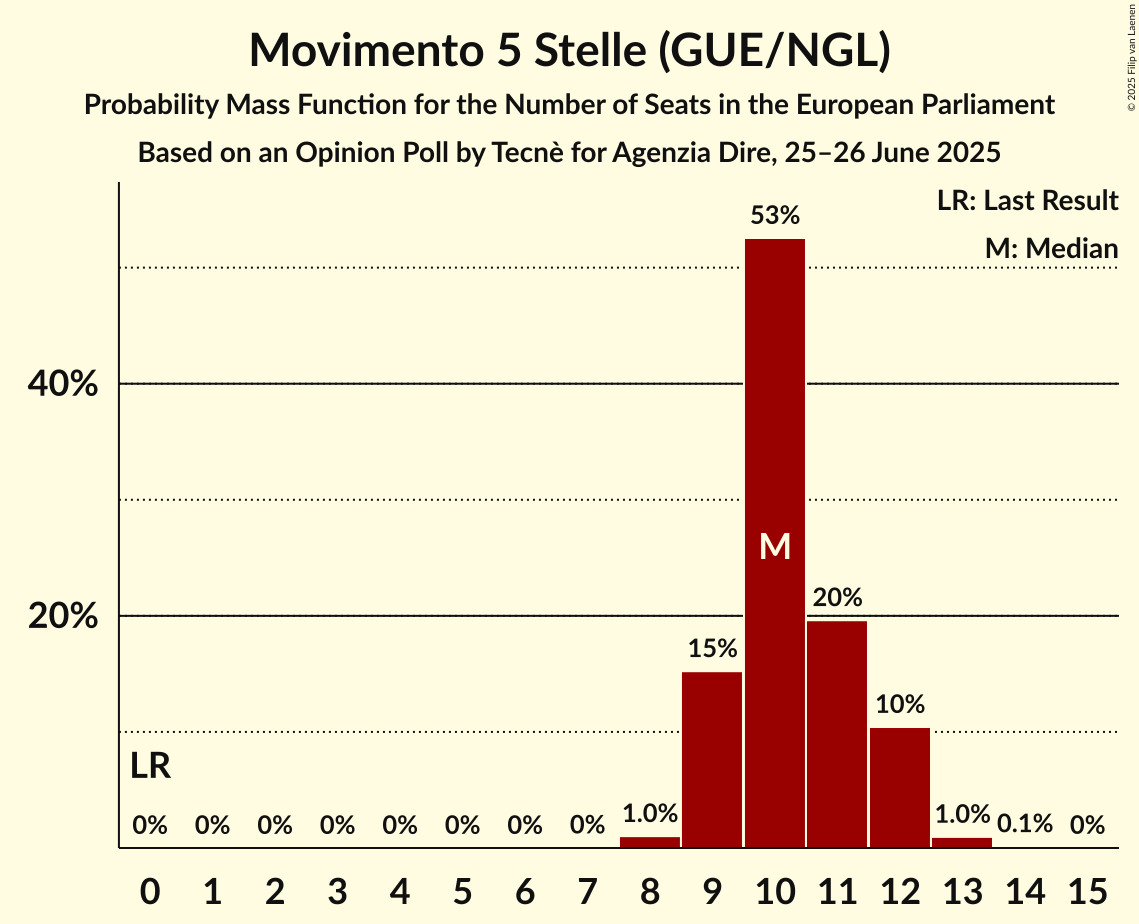 Movimento 5 Stelle (GUE/NGL)
Probability Mass Function for the Number of Seats in the European Parliament
Based on an Opinion Poll by Tecnè for Agenzia Dire, 25–26 June 2025
© 2025 Filip van Laenen
LR: Last Result
M: Median
53%
40%
M
20%
20%
15%
10%
LR
0% 0% 0% 0% 0% 0% 0% 0% 1.0% 1.0% 0.1% 0%
0 1 2 3 4 5 6 7 8 9 10 11 12 13 14 15